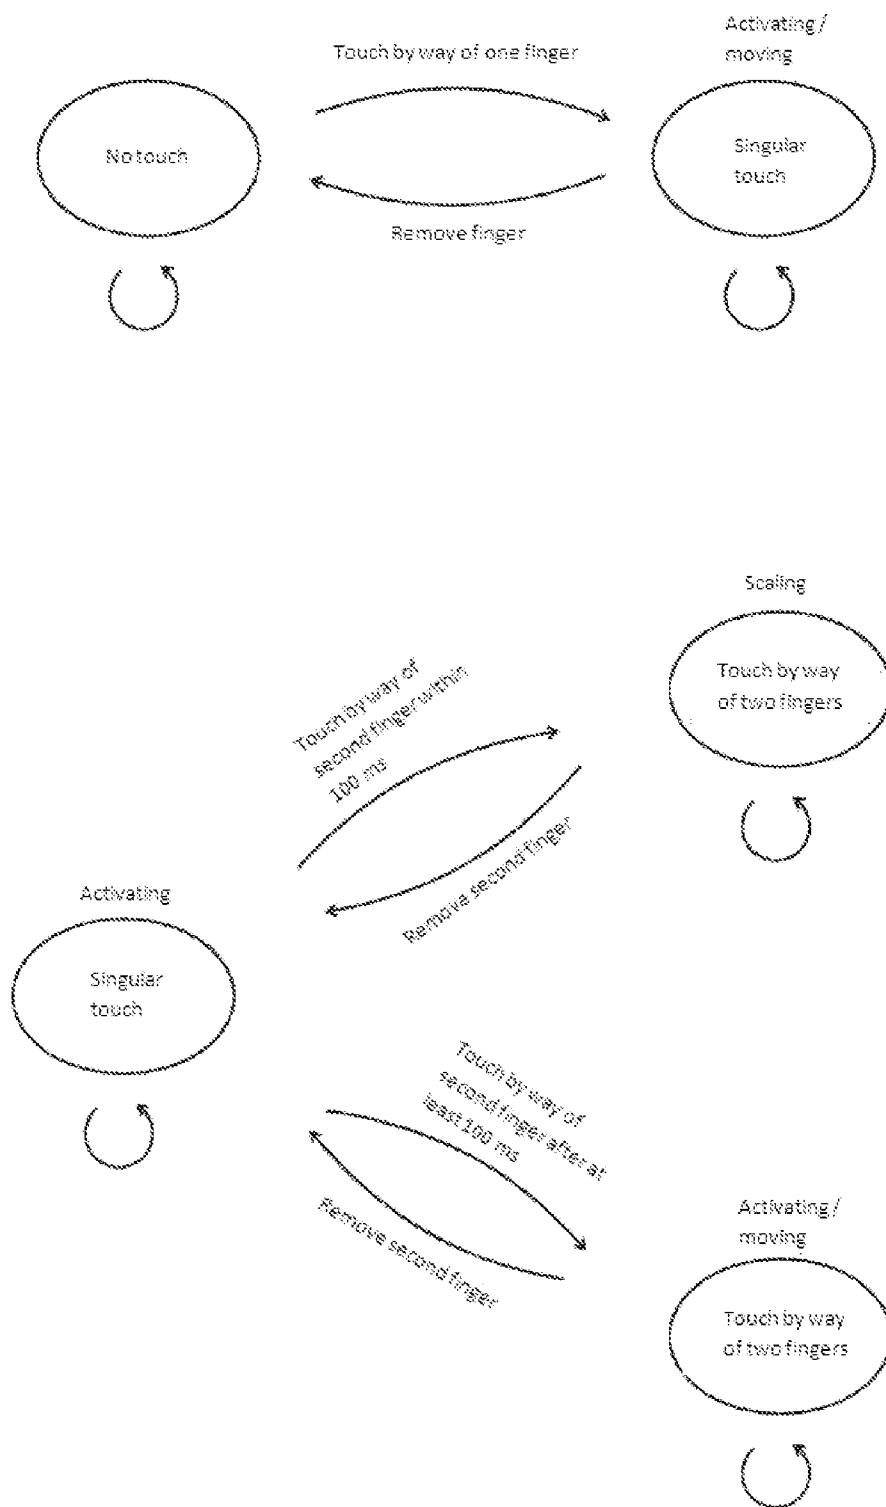 Activating /
moving
Touch by way of one finger
No touch
Singular
touch
Remove finger
Scaling
Touch by way
of two fingers
Touch by way of
second finger within
100 ms
Remove second finger
Activating
Singular
touch
Touch by way of
second finger after at
least 100 ms
Remove second finger
Activating /
moving
Touch by way
of two fingers